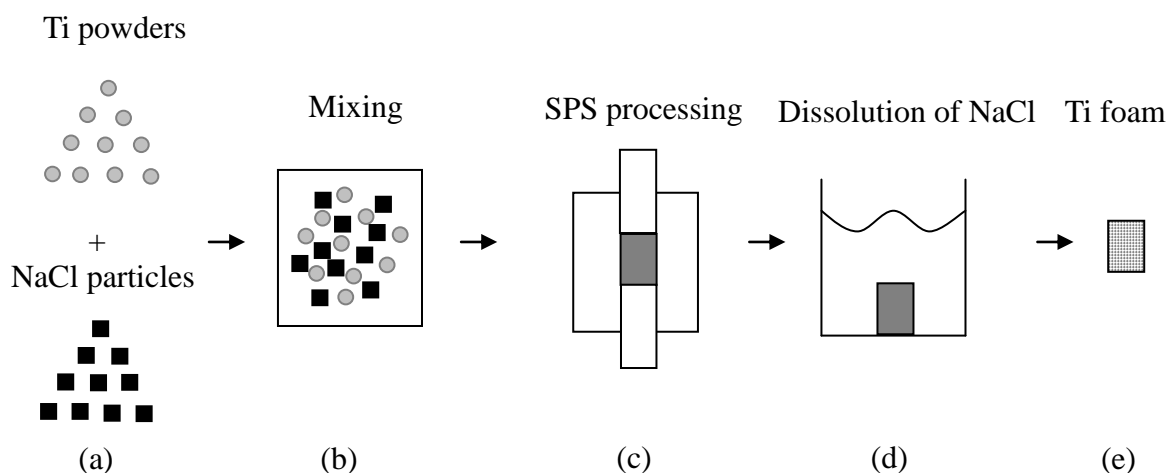 Ti powders
+
NaCl particles
Mixing
SPS processing
Dissolution of NaCl
Ti foam
(a)
(b)
(c)
(d)
(e)